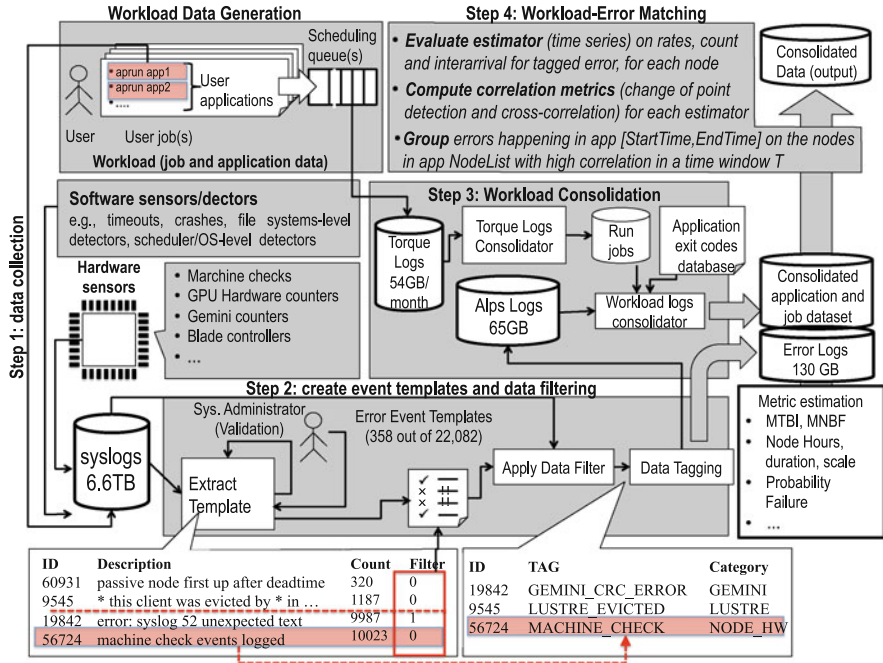 Workload Data Generation
Scheduling
queue(s)
• aprun app1
• aprun app2
• ....
User
applications
User
User job(s)
Workload (job and application data)
Step 4: Workload-Error Matching
• Evaluate estimator (time series) on rates, count
and interarrival for tagged error, for each node
• Compute correlation metrics (change of point
detection and cross-correlation) for each estimator
• Group errors happening in app [StartTime,EndTime] on the nodes
in app NodeList with high correlation in a time window T
Consolidated
Data (output)
Step 1: data collection
Software sensors/dectors
e.g., timeouts, crashes, file systems-level
detectors, scheduler/OS-level detectors
Hardware
sensors
• Marchine checks
• GPU Hardware counters
• Gemini counters
• Blade controllers
• ...
Step 3: Workload Consolidation
Torque
Logs
54GB/
month
Torque Logs
Consolidator
Run
jobs
Application
exit codes
database
Alps Logs
65GB
Workload logs
consolidator
Consolidated
application and
job dataset
Error Logs
130 GB
Step 2: create event templates and data filtering
Sys. Administrator
(Validation)
Error Event Templates
(358 out of 22,082)
syslogs
6.6TB
Extract
Template
Apply Data Filter
Data Tagging
Metric estimation
• MTBI, MNBF
• Node Hours,
duration, scale
• Probability
Failure
• ...
ID Description Count Filter
60931 passive node first up after deadtime 320 0
9545 * this client was evicted by * in ... 1187 0
19842 error: syslog 52 unexpected text 9987 1
56724 machine check events logged 10023 0
ID TAG Category
19842 GEMINI_CRC_ERROR GEMINI
9545 LUSTRE_EVICTED LUSTRE
56724 MACHINE_CHECK NODE_HW